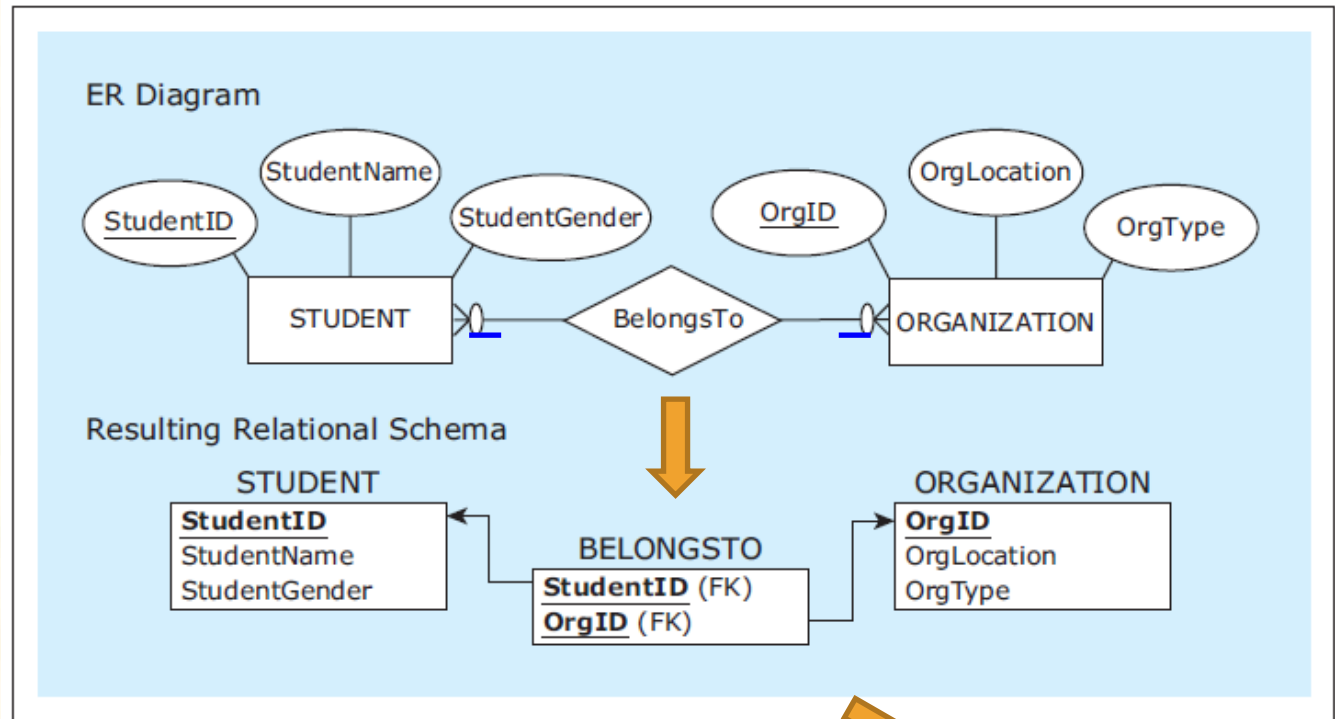 ER Diagram
StudentID
StudentName
StudentGender
OrgID
OrgLocation
OrgType
STUDENT
BelongsTo
ORGANIZATION
Resulting Relational Schema
STUDENT
StudentID
StudentName
StudentGender
BELONGSTO
StudentID (FK)
OrgID (FK)
ORGANIZATION
OrgID
OrgLocation
OrgType